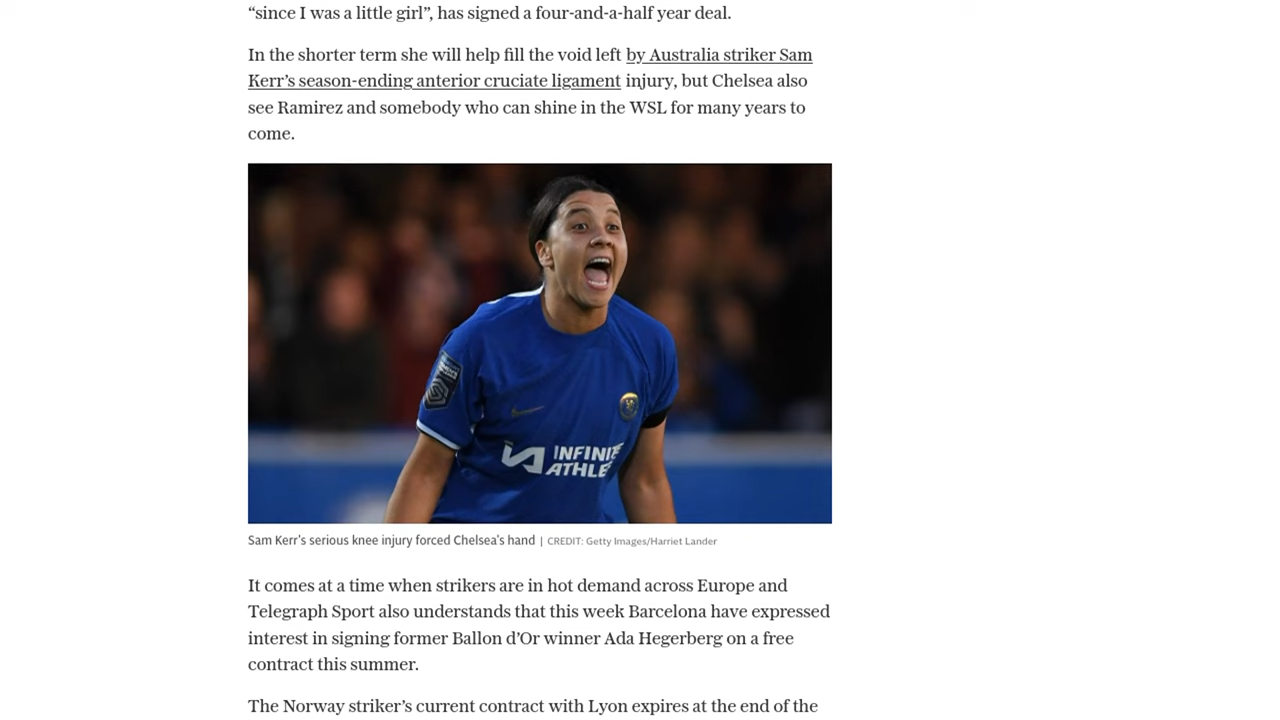 “since I was a little girl”, has signed a four-and-a-half year deal.
In the shorter term she will help fill the void left by Australia striker Sam
Kerr’s season-ending anterior cruciate ligament injury, but Chelsea also
see Ramirez and somebody who can shine in the WSL for many years to
come.
INFINITE
ATHLE
Sam Kerr's serious knee injury forced Chelsea's hand | CREDIT: Getty Images/Harriet Lander
It comes at a time when strikers are in hot demand across Europe and
Telegraph Sport also understands that this week Barcelona have expressed
interest in signing former Ballon d’Or winner Ada Hegerberg on a free
contract this summer.
The Norway striker’s current contract with Lyon expires at the end of the